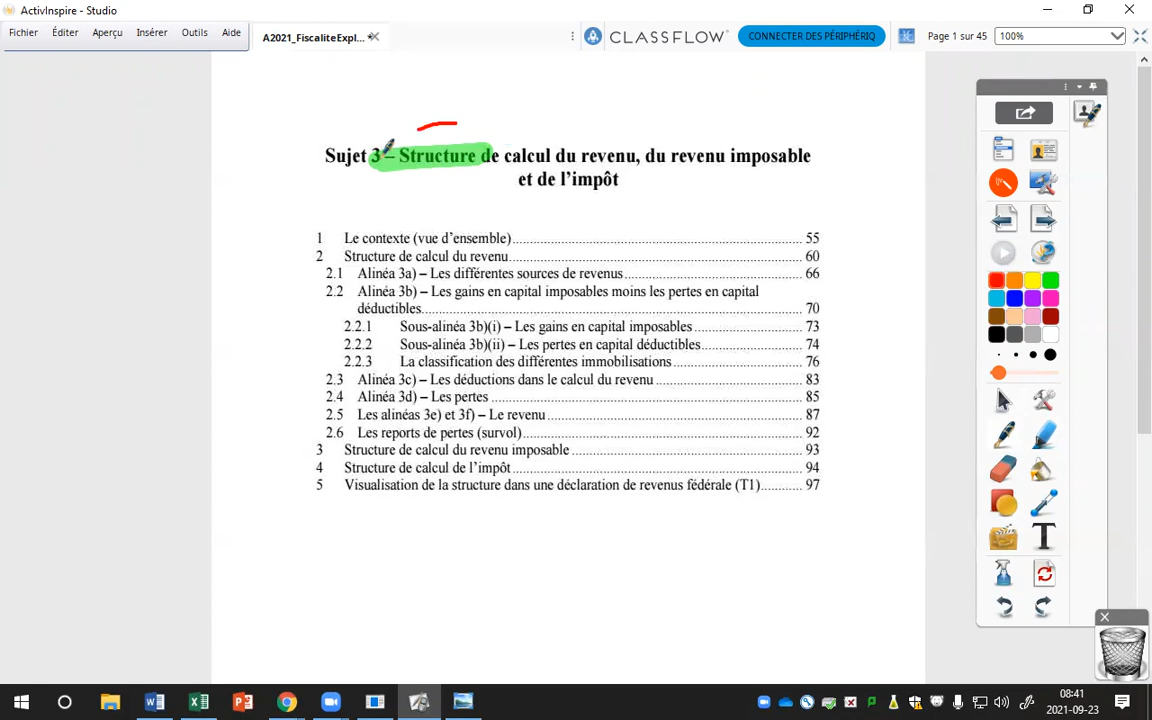 ActivInspire - Studio
Fichier Éditer Aperçu Insérer Outils Aide
A2021_FiscaliteExpl...
CLASSFLOW
CONNECTER DES PÉRIPHÉRIQ
Page 1 sur 45
100%
Sujet 3 – Structure de calcul du revenu, du revenu imposable
et de l'impôt
1 Le contexte (vue d'ensemble) 55
2 Structure de calcul du revenu 60
2.1 Alinéa 3a) – Les différentes sources de revenus 66
2.2 Alinéa 3b) – Les gains en capital imposables moins les pertes en capital
déductibles 70
2.2.1 Sous-alinéa 3b)(i) – Les gains en capital imposables 73
2.2.2 Sous-alinéa 3b)(ii) – Les pertes en capital déductibles 74
2.2.3 La classification des différentes immobilisations 76
2.3 Alinéa 3c) – Les déductions dans le calcul du revenu 83
2.4 Alinéa 3d) – Les pertes 85
2.5 Les alinéas 3e) et 3f) – Le revenu 87
2.6 Les reports de pertes (survol) 92
3 Structure de calcul du revenu imposable 93
4 Structure de calcul de l'impôt 94
5 Visualisation de la structure dans une déclaration de revenus fédérale (T1) 97
08:41
2021-09-23